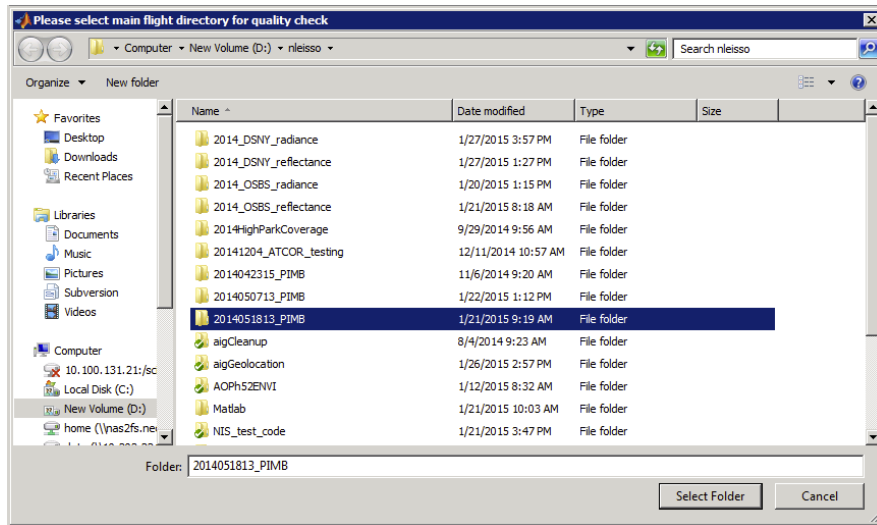 Please select main flight directory for quality check
Computer New Volume (D:) nleisso Search nleisso
Organize New folder
Favorites
Desktop
Downloads
Recent Places
Libraries
Documents
Music
Pictures
Subversion
Videos
Computer
10.100.131.21:/sc
Local Disk (C:)
New Volume (D:)
home (\\nas2fs.ne
Name Date modified Type Size
2014_DSNY_radiance 1/27/2015 3:57 PM File folder
2014_DSNY_reflectance 1/27/2015 1:27 PM File folder
2014_OSBS_radiance 1/20/2015 1:15 PM File folder
2014_OSBS_reflectance 1/21/2015 8:18 AM File folder
2014HighParkCoverage 9/29/2014 9:56 AM File folder
20141204_ATCOR_testing 12/11/2014 10:57 AM File folder
2014042315_PIMB 11/6/2014 9:20 AM File folder
2014050713_PIMB 1/22/2015 1:12 PM File folder
2014051813_PIMB 1/21/2015 9:19 AM File folder
aigCleanup 8/4/2014 9:23 AM File folder
aigGeolocation 1/26/2015 2:57 PM File folder
AOPh52ENVI 1/12/2015 8:32 AM File folder
Matlab 1/21/2015 10:03 AM File folder
NIS_test_code 1/21/2015 3:47 PM File folder
Folder: 2014051813_PIMB
Select Folder Cancel